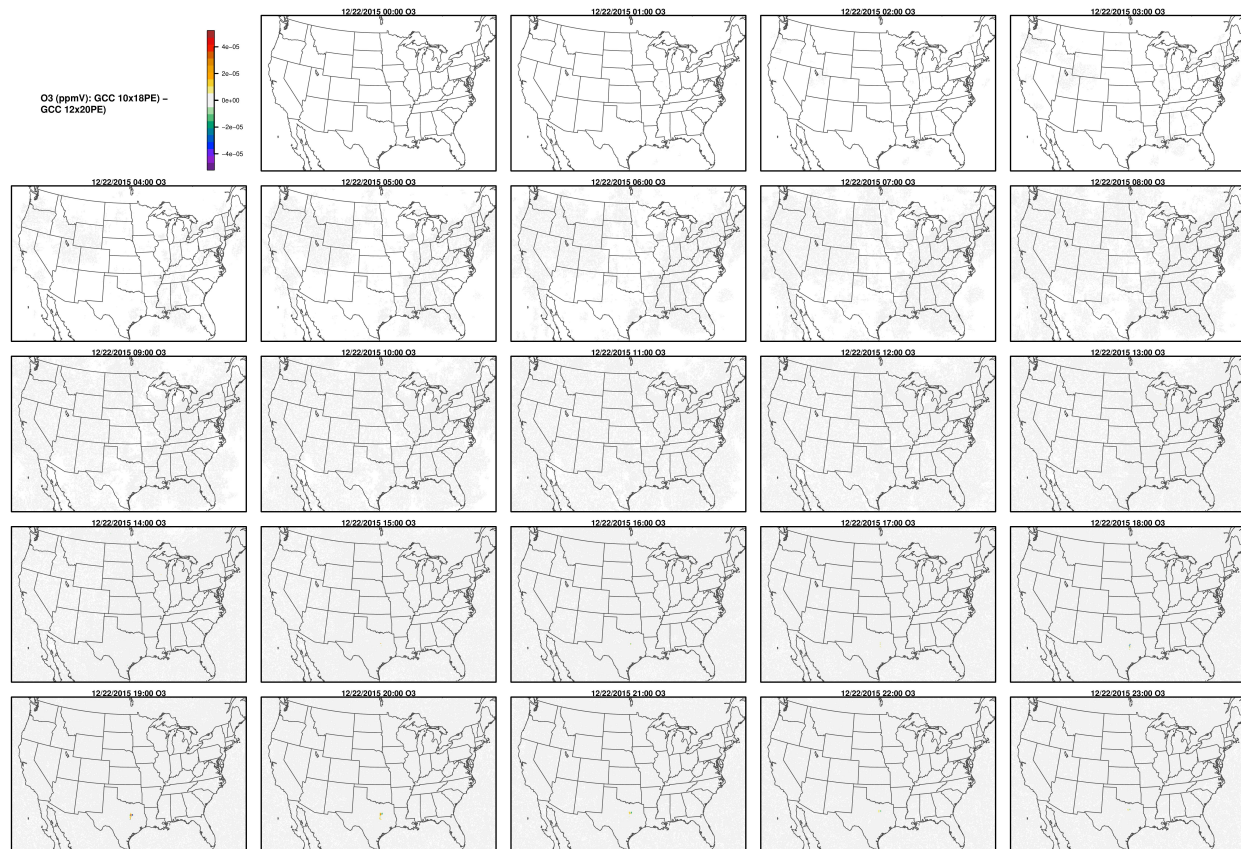 12/22/2015 00:00 O3
12/22/2015 01:00 O3
12/22/2015 02:00 O3
12/22/2015 03:00 O3
4e−05
2e−05
0e+00
−2e−05
−4e−05
O3 (ppmV): GCC 10x18PE) −
GCC 12x20PE)
12/22/2015 04:00 O3
12/22/2015 05:00 O3
12/22/2015 06:00 O3
12/22/2015 07:00 O3
12/22/2015 08:00 O3
12/22/2015 09:00 O3
12/22/2015 10:00 O3
12/22/2015 11:00 O3
12/22/2015 12:00 O3
12/22/2015 13:00 O3
12/22/2015 14:00 O3
12/22/2015 15:00 O3
12/22/2015 16:00 O3
12/22/2015 17:00 O3
12/22/2015 18:00 O3
12/22/2015 19:00 O3
12/22/2015 20:00 O3
12/22/2015 21:00 O3
12/22/2015 22:00 O3
12/22/2015 23:00 O3